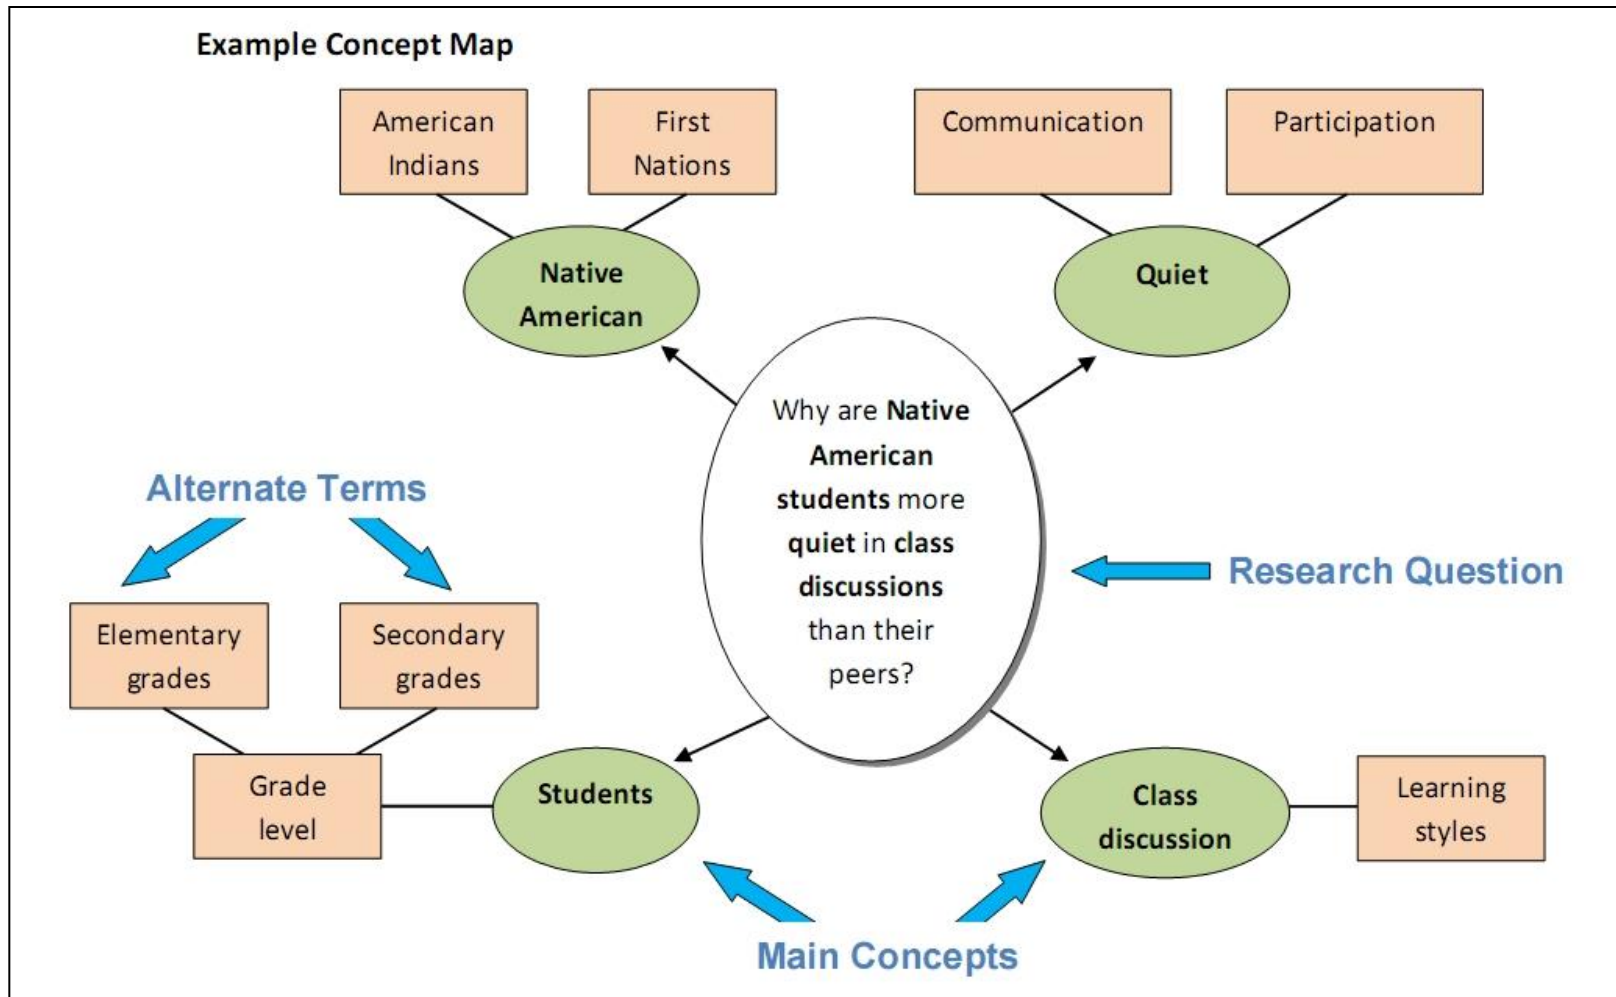 Example Concept Map
American
Indians
First
Nations
Communication
Participation
Native
American
Quiet
Why are Native
American
students more
quiet in class
discussions
than their
peers?
Alternate Terms
Research Question
Elementary
grades
Secondary
grades
Grade
level
Students
Class
discussion
Learning
styles
Main Concepts